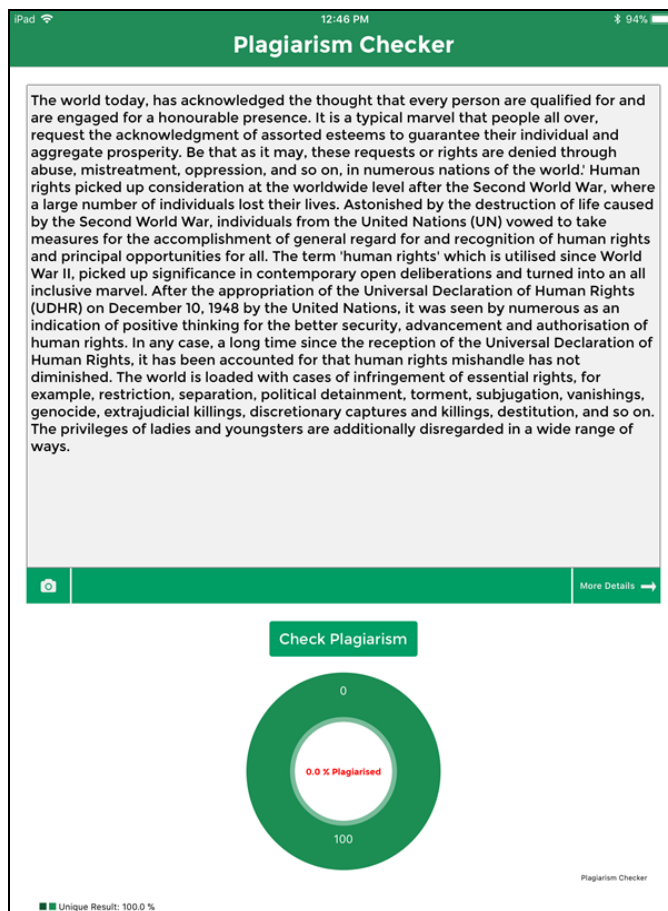 iPad 12:46 PM 94%
Plagiarism Checker
The world today, has acknowledged the thought that every person are qualified for and
are engaged for a honourable presence. It is a typical marvel that people all over,
request the acknowledgment of assorted esteems to guarantee their individual and
aggregate prosperity. Be that as it may, these requests or rights are denied through
abuse, mistreatment, oppression, and so on, in numerous nations of the world.' Human
rights picked up consideration at the worldwide level after the Second World War, where
a large number of individuals lost their lives. Astonished by the destruction of life caused
by the Second World War, individuals from the United Nations (UN) vowed to take
measures for the accomplishment of general regard for and recognition of human rights
and principal opportunities for all. The term 'human rights' which is utilised since World
War II, picked up significance in contemporary open deliberations and turned into an all
inclusive marvel. After the appropriation of the Universal Declaration of Human Rights
(UDHR) on December 10, 1948 by the United Nations, it was seen by numerous as an
indication of positive thinking for the better security, advancement and authorisation of
human rights. In any case, a long time since the reception of the Universal Declaration of
Human Rights, it has been accounted for that human rights mishandle has not
diminished. The world is loaded with cases of infringement of essential rights, for
example, restriction, separation, political detainment, torment, subjugation, vanishings,
genocide, extrajudicial killings, discretionary captures and killings, destitution, and so on.
The privileges of ladies and youngsters are additionally disregarded in a wide range of
ways.
More Details
Check Plagiarism
0
0.0 % Plagiarised
100
Plagiarism Checker
Unique Result: 100.0 %